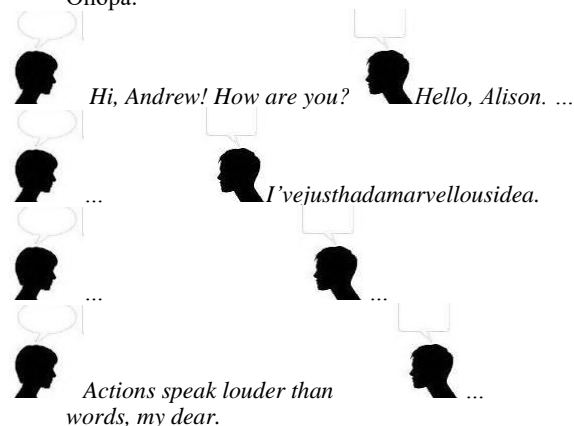 Опора:
Hi, Andrew! How are you? Hello, Alison. …
… I'vejusthadamarvellousidea.
… …
Actions speak louder than …
words, my dear.